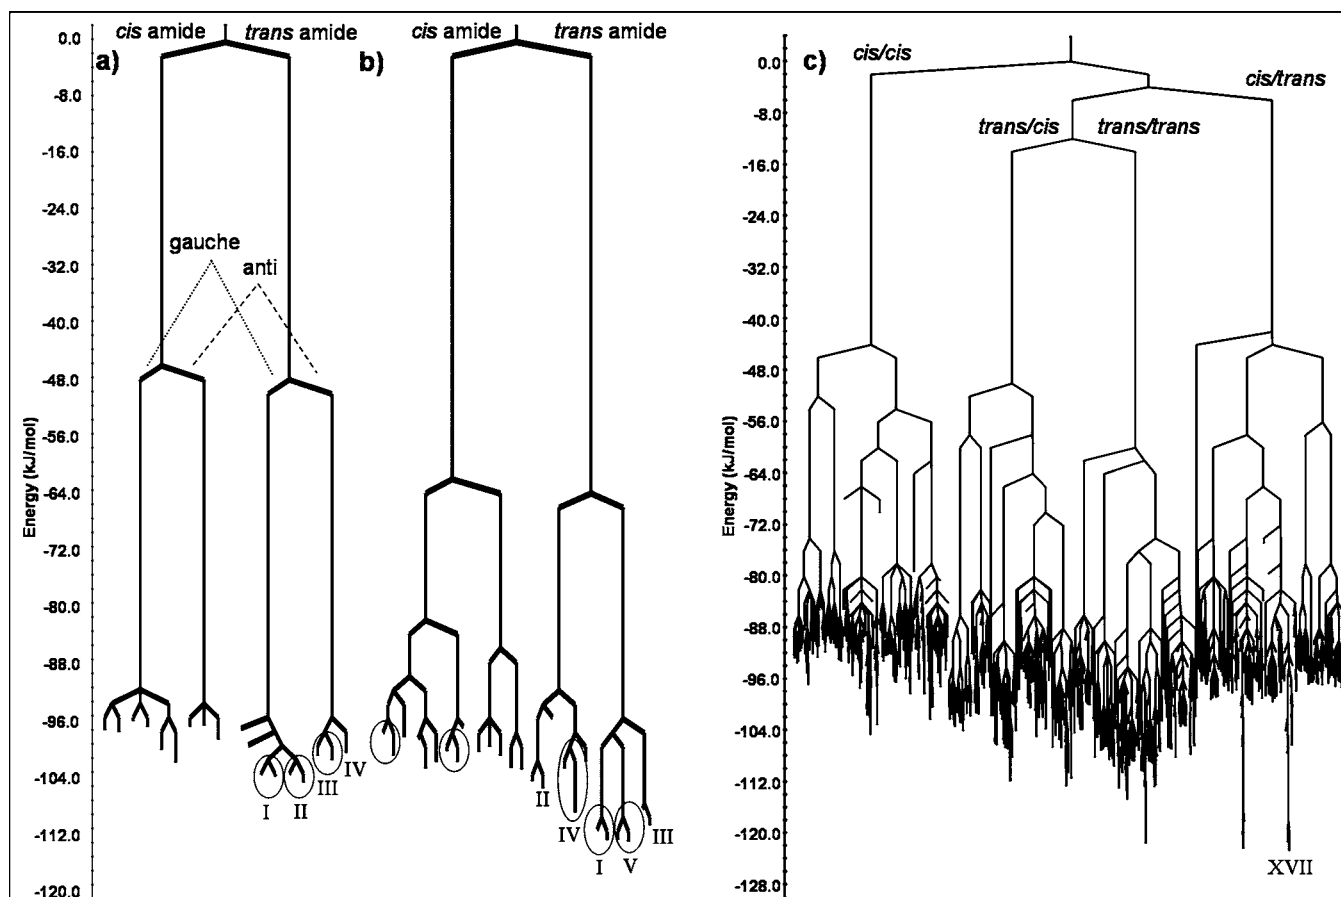 a)
cis amide trans amide
Energy (kJ/mol)
0.0
-8.0
-16.0
-24.0
-32.0
-40.0
-48.0
-56.0
-64.0
-72.0
-80.0
-88.0
-96.0
-104.0
-112.0
-120.0
gauche
anti
I
II
III
IV
b)
cis amide trans amide
II
IV
I
V
III
c)
cis/cis
cis/trans
trans/cis trans/trans
Energy (kJ/mol)
0.0
-8.0
-16.0
-24.0
-32.0
-40.0
-48.0
-56.0
-64.0
-72.0
-80.0
-88.0
-96.0
-104.0
-112.0
-120.0
-128.0
XVII